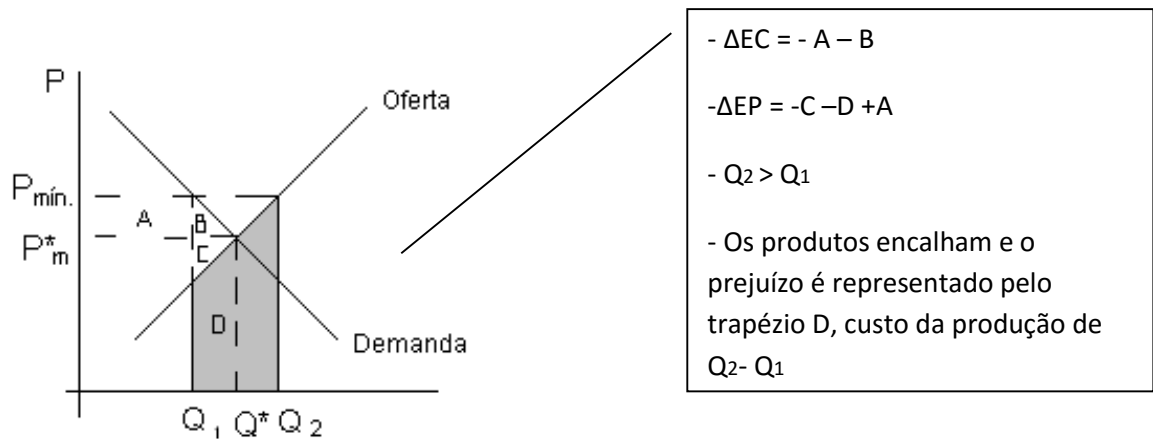 P
Oferta
Pmín.
A
B
P*m
C
D
Demanda
Q1 Q* Q2
- ΔEC = - A – B
-ΔEP = -C –D +A
- Q2 > Q1
- Os produtos encalham e o
prejuízo é representado pelo
trapézio D, custo da produção de
Q2- Q1